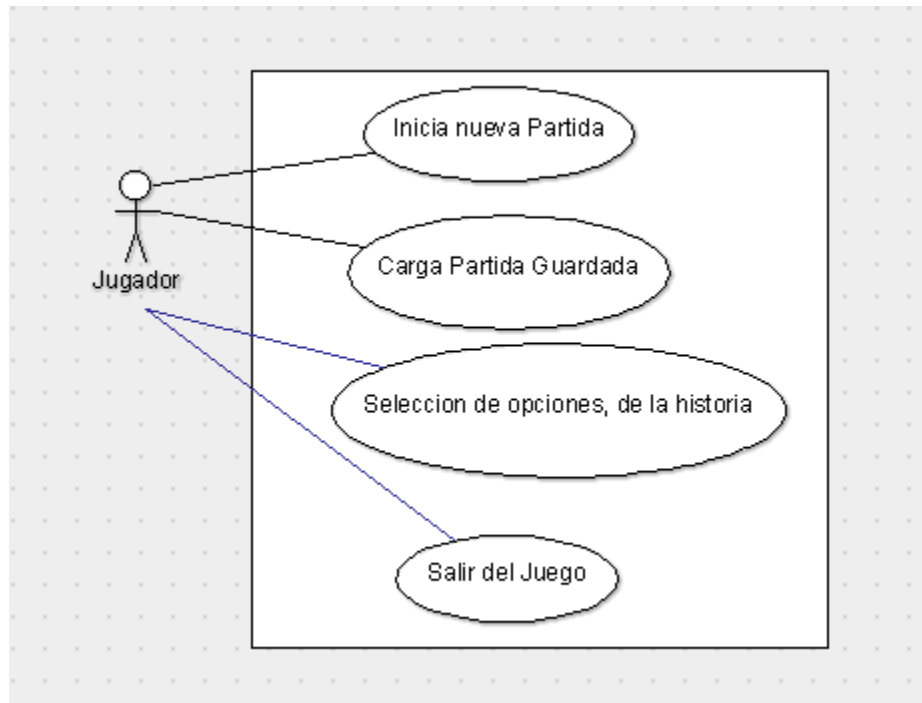 Inicia nueva Partida
Carga Partida Guardada
Jugador
Seleccion de opciones, de la historia
Salir del Juego